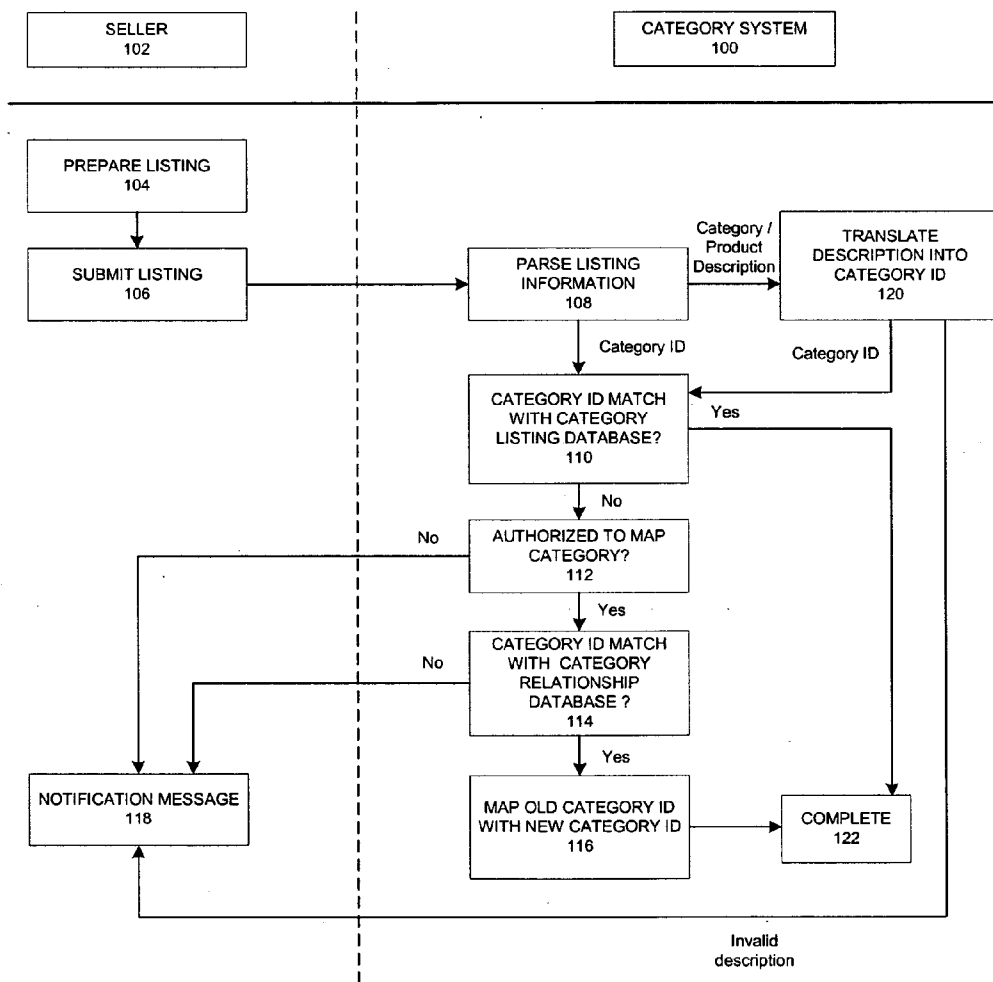 SELLER
102
CATEGORY SYSTEM
100
PREPARE LISTING
104
SUBMIT LISTING
106
PARSE LISTING
INFORMATION
108
Category /
Product
Description
TRANSLATE
DESCRIPTION INTO
CATEGORY ID
120
Category ID
Category ID
CATEGORY ID MATCH
WITH CATEGORY
LISTING DATABASE?
110
Yes
No
AUTHORIZED TO MAP
CATEGORY?
112
No
Yes
CATEGORY ID MATCH
WITH CATEGORY
RELATIONSHIP
DATABASE ?
114
No
Yes
NOTIFICATION MESSAGE
118
MAP OLD CATEGORY ID
WITH NEW CATEGORY ID
116
COMPLETE
122
Invalid
description